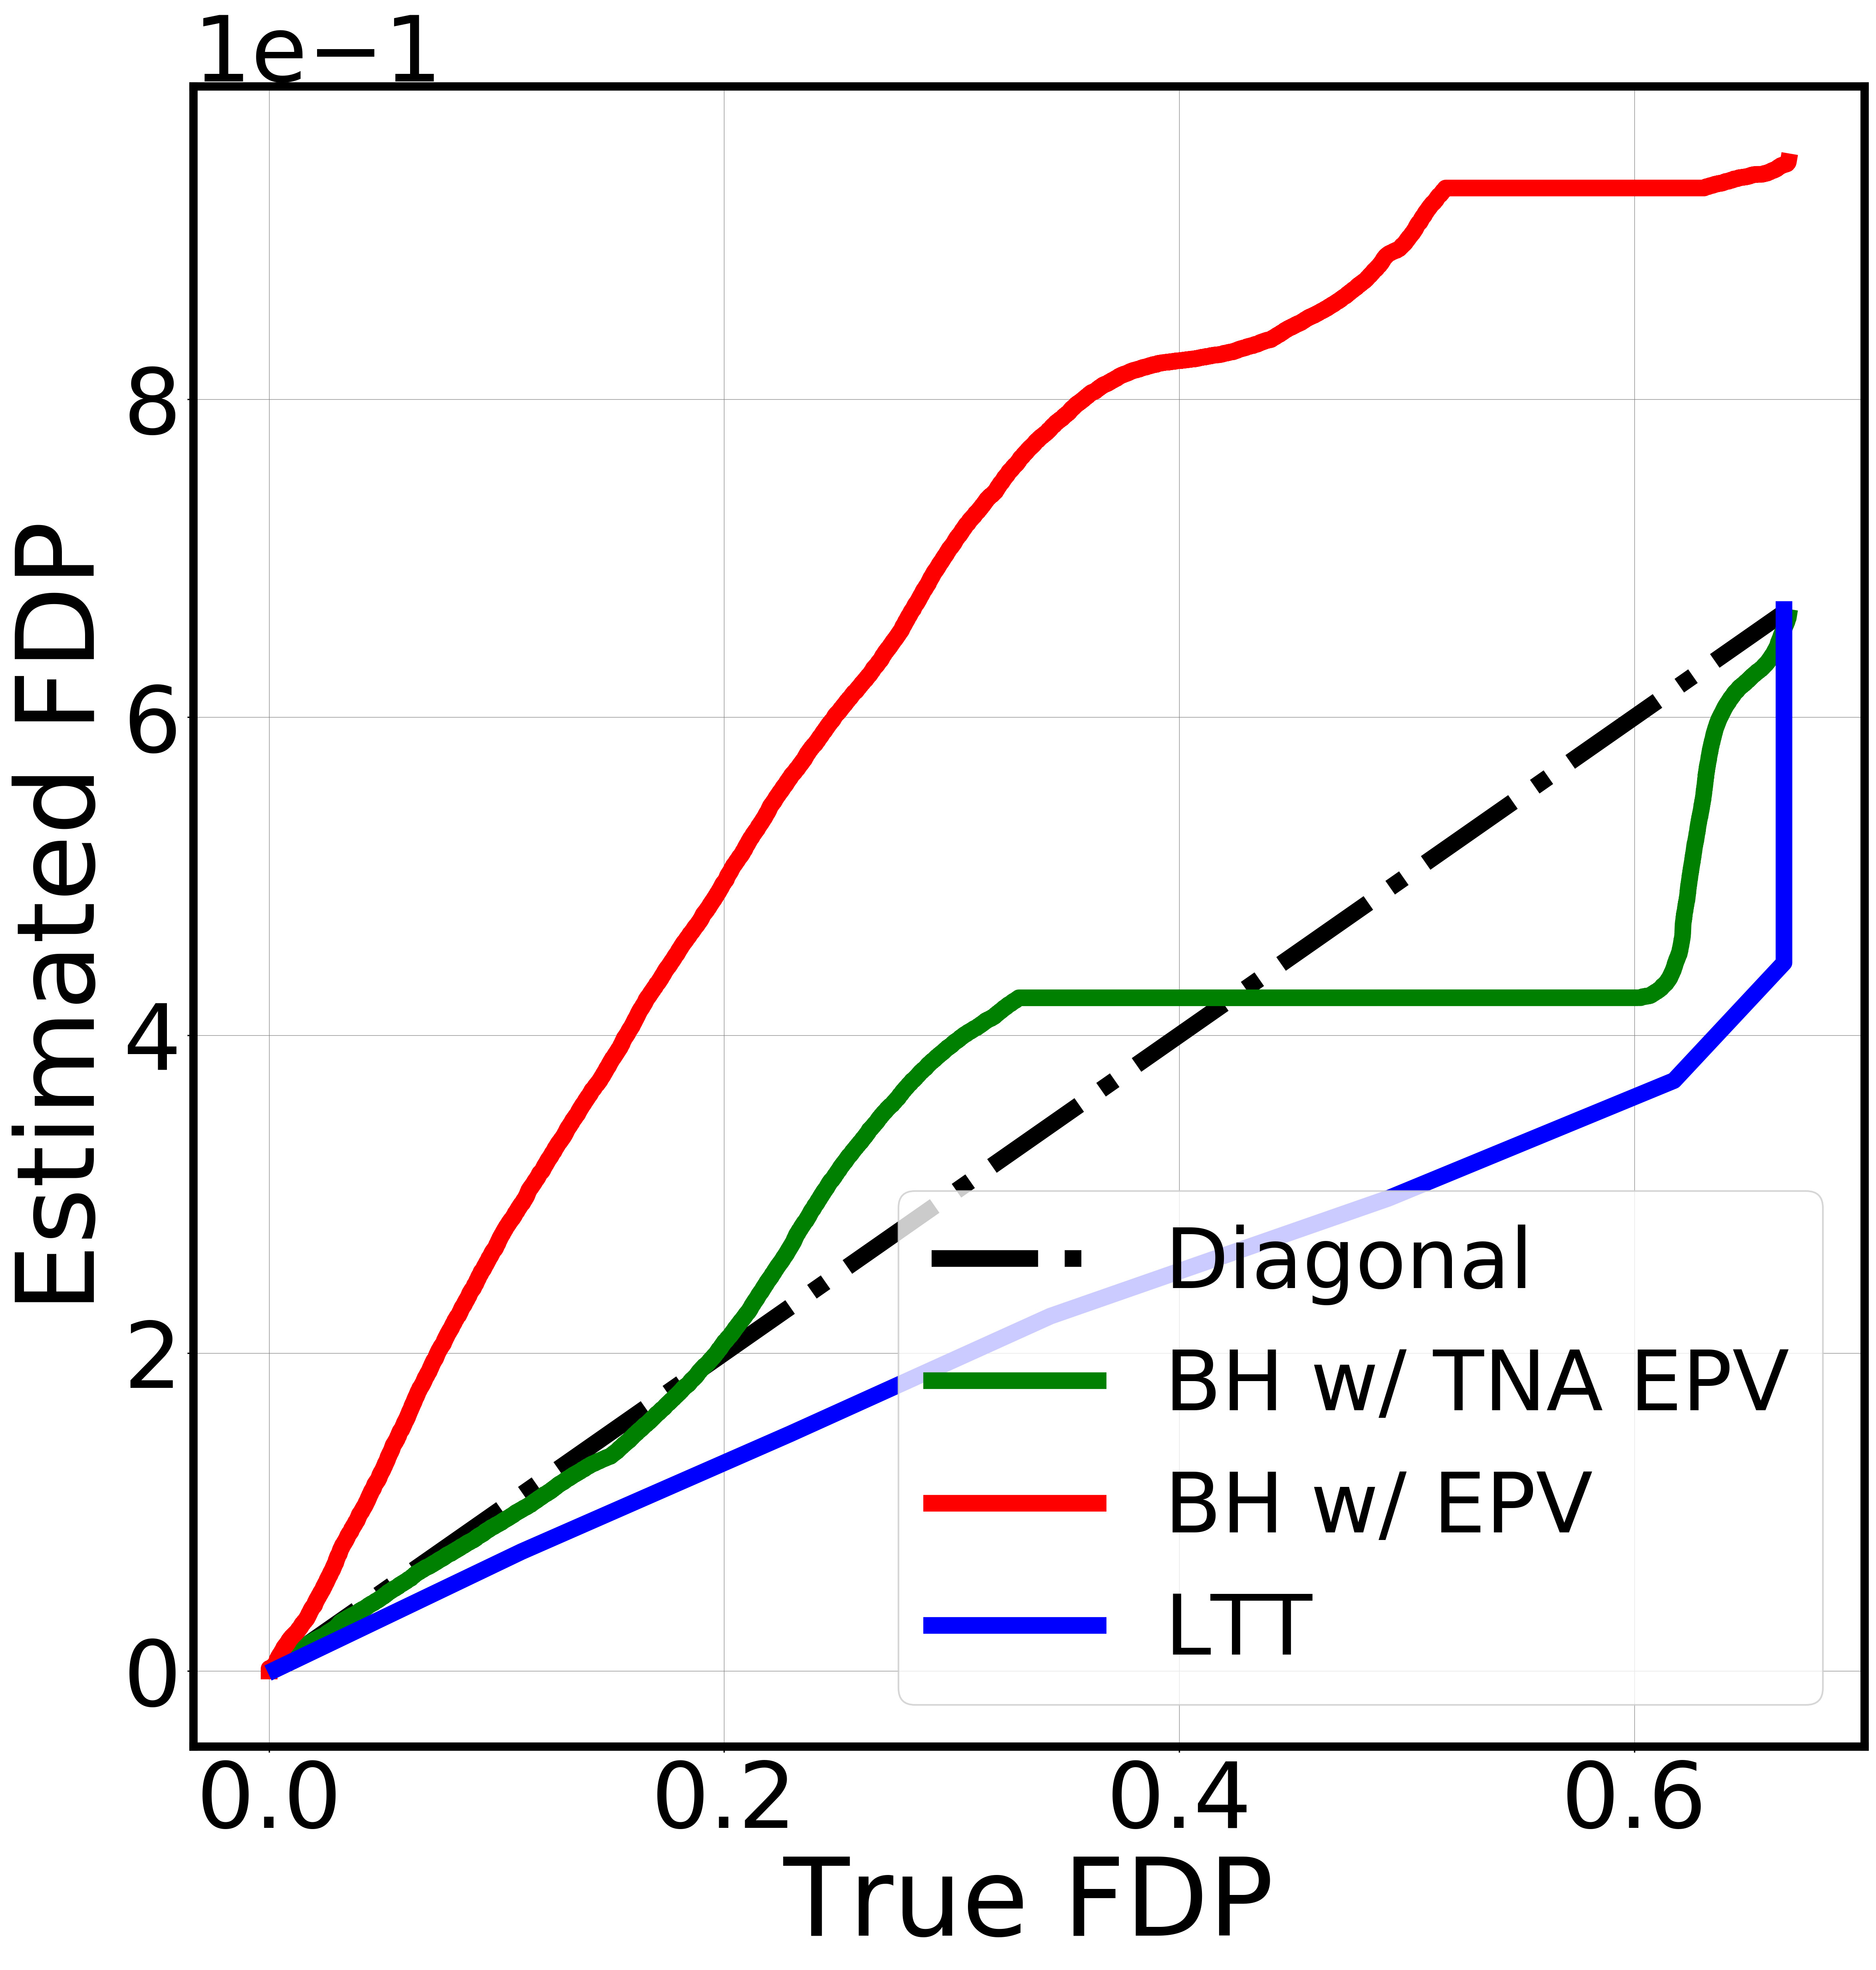 1e−1
Estimated FDP
8
6
4
2
0
Diagonal
BH w/ TNA EPV
BH w/ EPV
LTT
0.0 0.2 0.4 0.6
True FDP